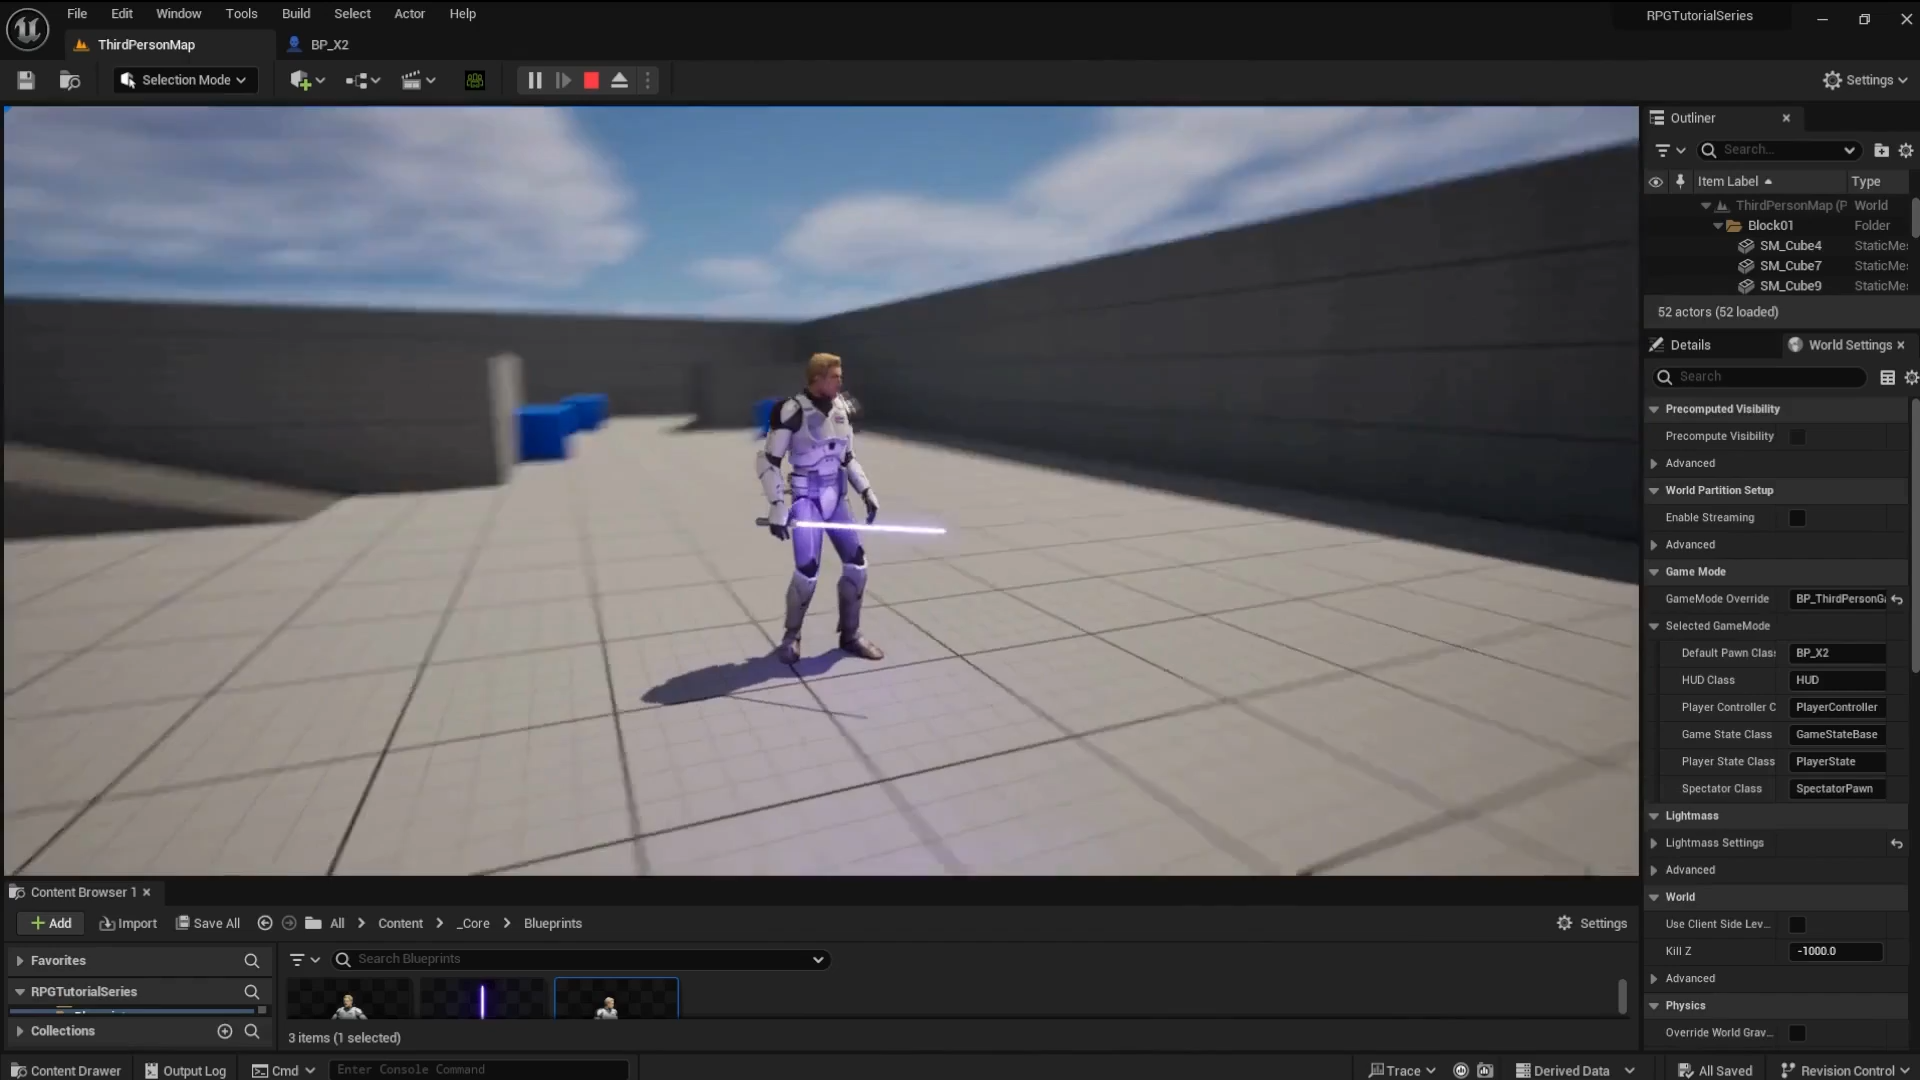 File Edit Window Tools Build Select Actor Help
RPGTutorialSeries
ThirdPersonMap
BP_X2
Selection Mode
Settings
Outliner
Search...
Item Label
Type
ThirdPersonMap (P World
Block01 Folder
SM_Cube4 StaticMe
SM_Cube7 StaticMe
SM_Cube9 StaticMe
52 actors (52 loaded)
Details
World Settings
Search
Precomputed Visibility
Precompute Visibility
Advanced
World Partition Setup
Enable Streaming
Advanced
Game Mode
GameMode Override BP_ThirdPersonGa
Selected GameMode
Default Pawn Clas BP_X2
HUD Class HUD
Player Controller C PlayerController
Game State Class GameStateBase
Player State Class PlayerState
Spectator Class SpectatorPawn
Lightmass
Lightmass Settings
Advanced
World
Use Client Side Lev...
Kill Z -1000.0
Advanced
Physics
Override World Grav...
Content Browser 1
Add Import Save All All > Content > _Core > Blueprints
Settings
Favorites
Search Blueprints
RPGTutorialSeries
Collections
3 items (1 selected)
Content Drawer Output Log Cmd Enter Console Command
Trace Derived Data All Saved Revision Control